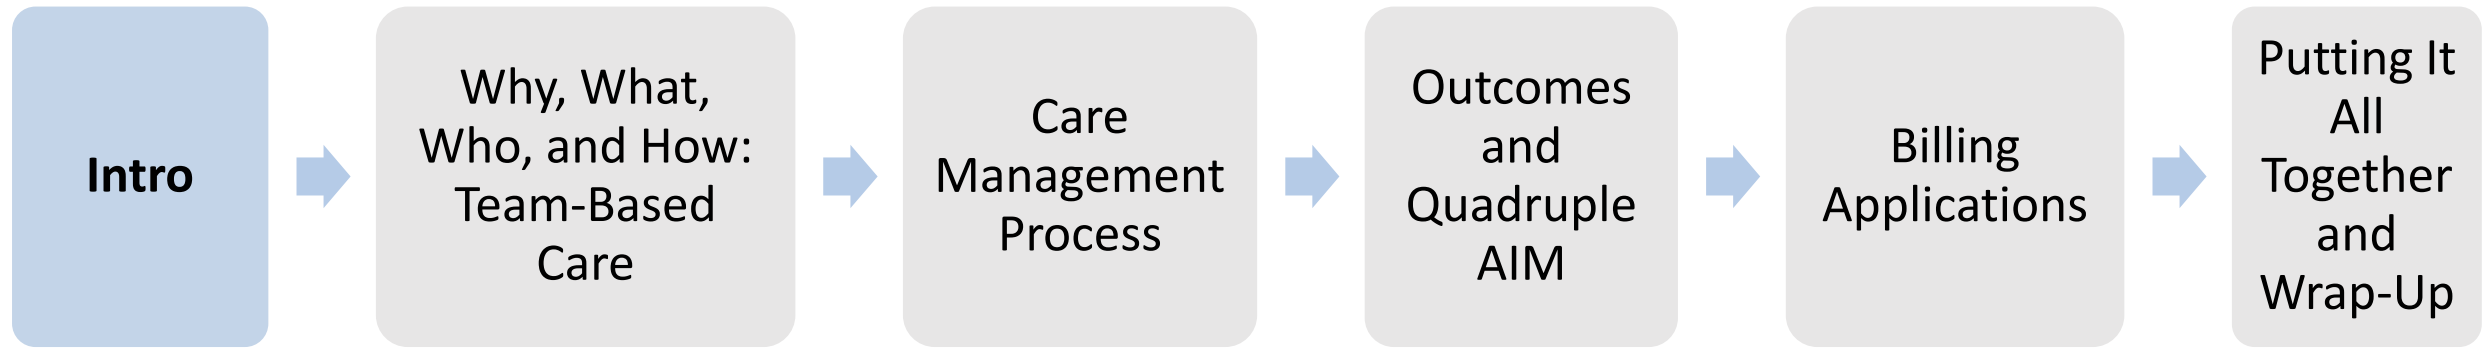 Intro
Why, What,
Who, and How:
Team-Based
Care
Care
Management
Process
Outcomes
and
Quadruple
AIM
Billing
Applications
Putting It
All
Together
and
Wrap-Up